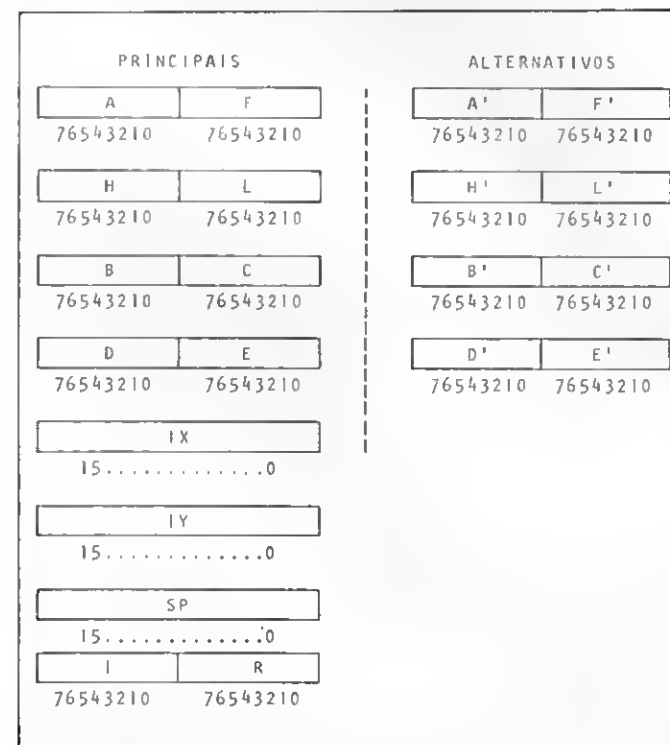 PRINCIPAIS ALTERNATIVOS
A F A' F'
76543210 76543210 76543210 76543210
H L H' L'
76543210 76543210 76543210 76543210
B C B' C'
76543210 76543210 76543210 76543210
D E D' E'
76543210 76543210 76543210 76543210
IX
15.............0
IY
15.............0
SP
15.............0
I R
76543210 76543210